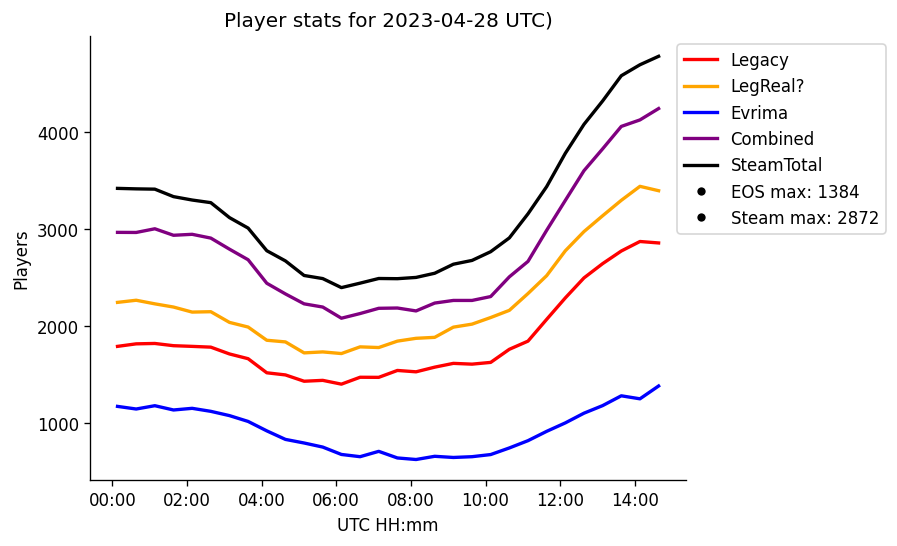 Player stats for 2023-04-28 UTC)
Legacy
LegReal?
Evrima
Combined
SteamTotal
EOS max: 1384
Steam max: 2872
Players
4000
3000
2000
1000
00:00 02:00 04:00 06:00 08:00 10:00 12:00 14:00
UTC HH:mm